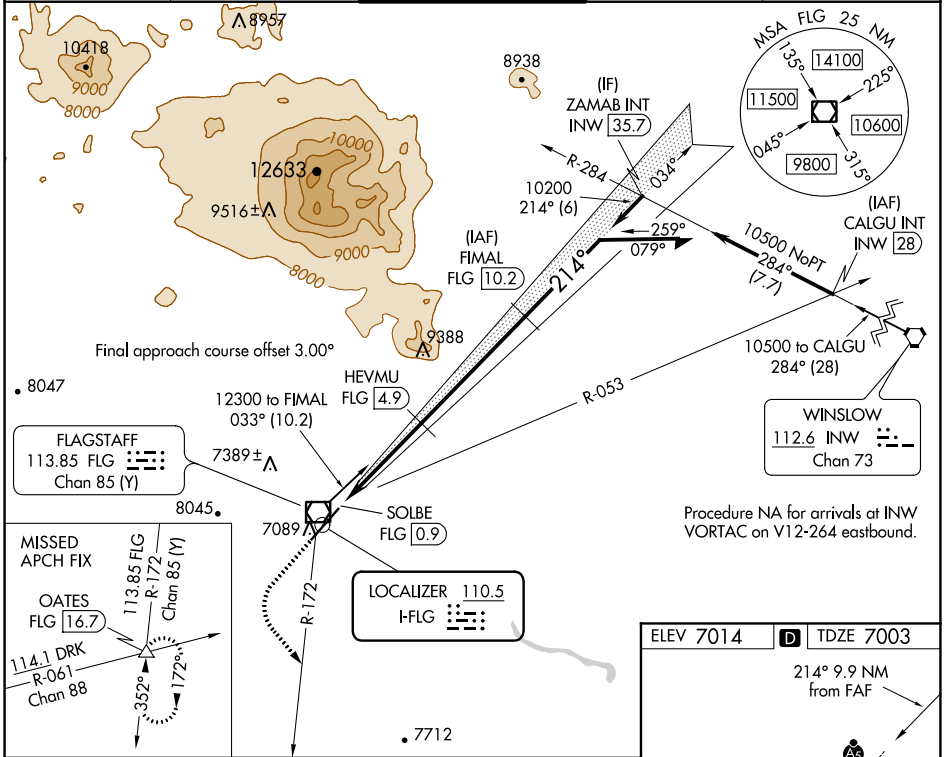 8957
10418
9000
8000
10000
12633
9516±
9000
8000
9388
8938
(IF)
ZAMAB INT
INW 35.7
R-284
034°
10200
214° (6)
MSA FLG 25 NM
135°
14100
225°
11500
10600
045°
9800
315°
(IAF)
CALGU INT
INW 28
10500 NoPT
284°
(7.7)
259°
079°
(IAF)
FIMAL
FLG 10.2
214°
10500 to CALGU
284° (28)
Final approach course offset 3.00°
8047
HEVMU
FLG 4.9
12300 to FIMAL
033° (10.2)
R-053
WINSLOW
112.6 INW
Chan 73
FLAGSTAFF
113.85 FLG
Chan 85 (Y)
7389±
8045
7089
SOLBE
FLG 0.9
Procedure NA for arrivals at INW
VORTAC on V12-264 eastbound.
LOCALIZER 110.5
I-FLG
R-172
MISSED
APCH FIX
113.85 FLG
R-172
Chan 85 (Y)
OATES
FLG 16.7
114.1 DRK
R-061
Chan 88
352°
172°
7712
ELEV 7014
D
TDZE 7003
214° 9.9 NM
from FAF
A5